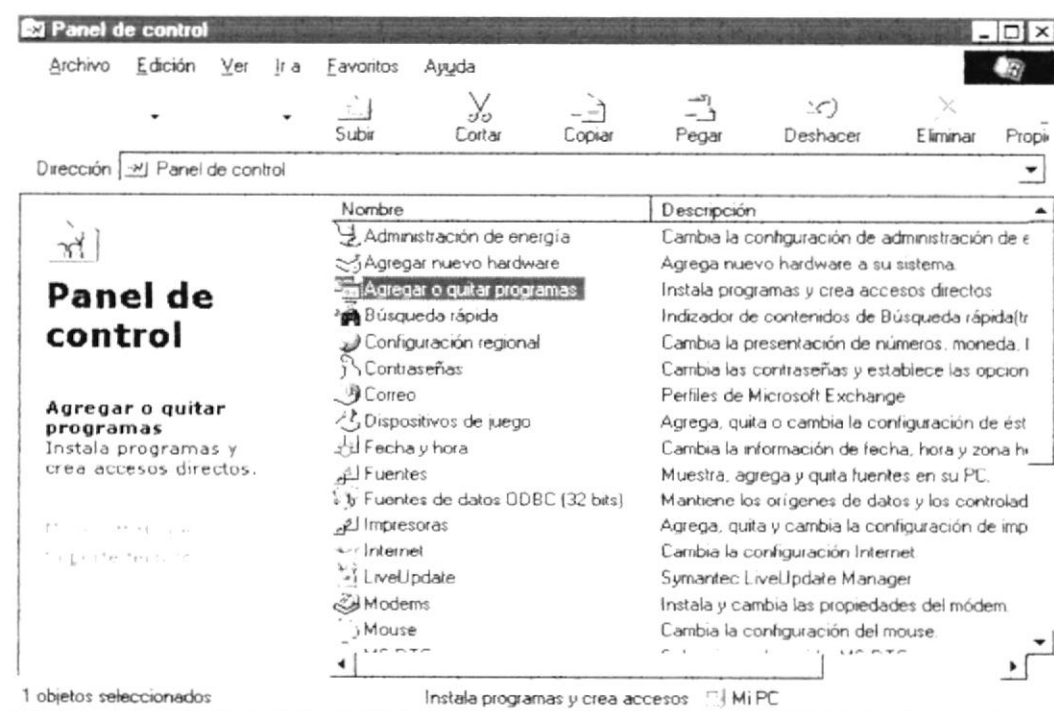 Panel de control
Archivo Edición Ver Ir a Favoritos Ayuda
Subir Cortar Copiar Pegar Deshacer Eliminar Propie
Dirección Panel de control
Nombre Descripción
Panel de
control
Agregar o quitar
programas
Instala programas y
crea accesos directos.
Administración de energía Cambia la configuración de administración de e
Agregar nuevo hardware Agrega nuevo hardware a su sistema.
Agregar o quitar programas Instala programas y crea accesos directos
Búsqueda rápida Indizador de contenidos de Búsqueda rápida(tr
Configuración regional Cambia la presentación de números, moneda, l
Contraseñas Cambia las contraseñas y establece las opcion
Correo Perfiles de Microsoft Exchange
Dispositivos de juego Agrega, quita o cambia la configuración de ést
Fecha y hora Cambia la información de fecha, hora y zona h
Fuentes Muestra, agrega y quita fuentes en su PC.
Fuentes de datos ODBC (32 bits) Mantiene los orígenes de datos y los controlad
Impresoras Agrega, quita y cambia la configuración de imp
Internet Cambia la configuración Internet
LiveUpdate Symantec LiveUpdate Manager
Modems Instala y cambia las propiedades del módem.
Mouse Cambia la configuración del mouse.
1 objetos seleccionados Instala programas y crea accesos Mi PC